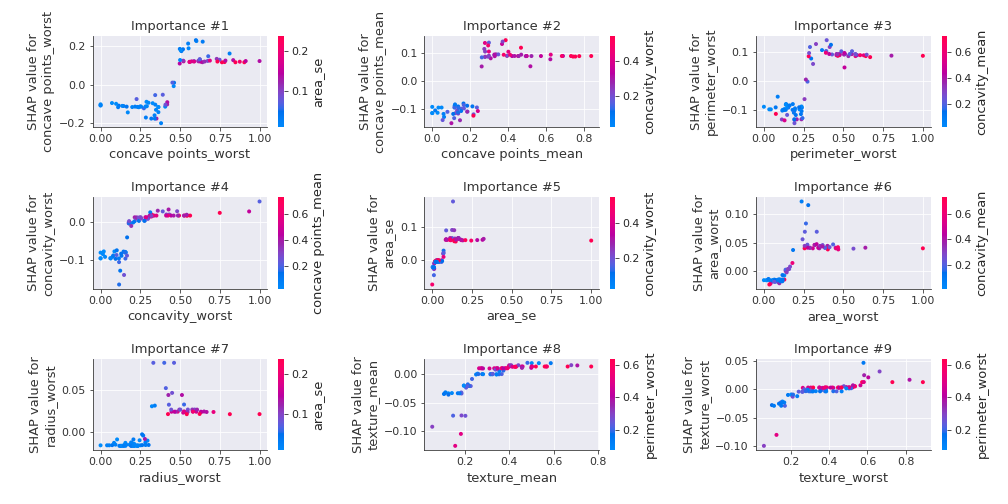 Importance #1
SHAP value for
concave points_worst
0.2
0.0
−0.2
0.00
0.25
0.50
0.75
1.00
concave points_worst
0.2
0.1
area_se
Importance #2
SHAP value for
concave points_mean
0.1
0.0
−0.1
0.0
0.2
0.4
0.6
0.8
concave points_mean
0.4
0.2
concavity_worst
Importance #3
SHAP value for
perimeter_worst
0.1
0.0
−0.1
0.00
0.25
0.50
0.75
1.00
perimeter_worst
0.6
0.4
0.2
concavity_worst
Importance #4
SHAP value for
concavity_worst
0.0
−0.1
0.00
0.25
0.50
0.75
1.00
concavity_worst
0.6
0.4
0.2
concave points_mean
Importance #5
SHAP value for
area_se
0.1
0.0
0.00
0.25
0.50
0.75
1.00
area_se
0.4
0.2
concavity_worst
Importance #6
SHAP value for
area_worst
0.10
0.05
0.00
0.00
0.25
0.50
0.75
1.00
area_worst
0.6
0.4
0.2
concavity_worst
Importance #7
SHAP value for
radius_worst
0.05
0.00
0.00
0.25
0.50
0.75
1.00
radius_worst
0.2
0.1
area_se
Importance #8
SHAP value for
texture_mean
0.00
−0.05
−0.10
0.2
0.4
0.6
0.8
texture_mean
0.6
0.4
0.2
perimeter_worst
Importance #9
SHAP value for
texture_worst
0.05
0.00
−0.05
−0.10
0.2
0.4
0.6
0.8
texture_worst
0.6
0.4
0.2
perimeter_worst